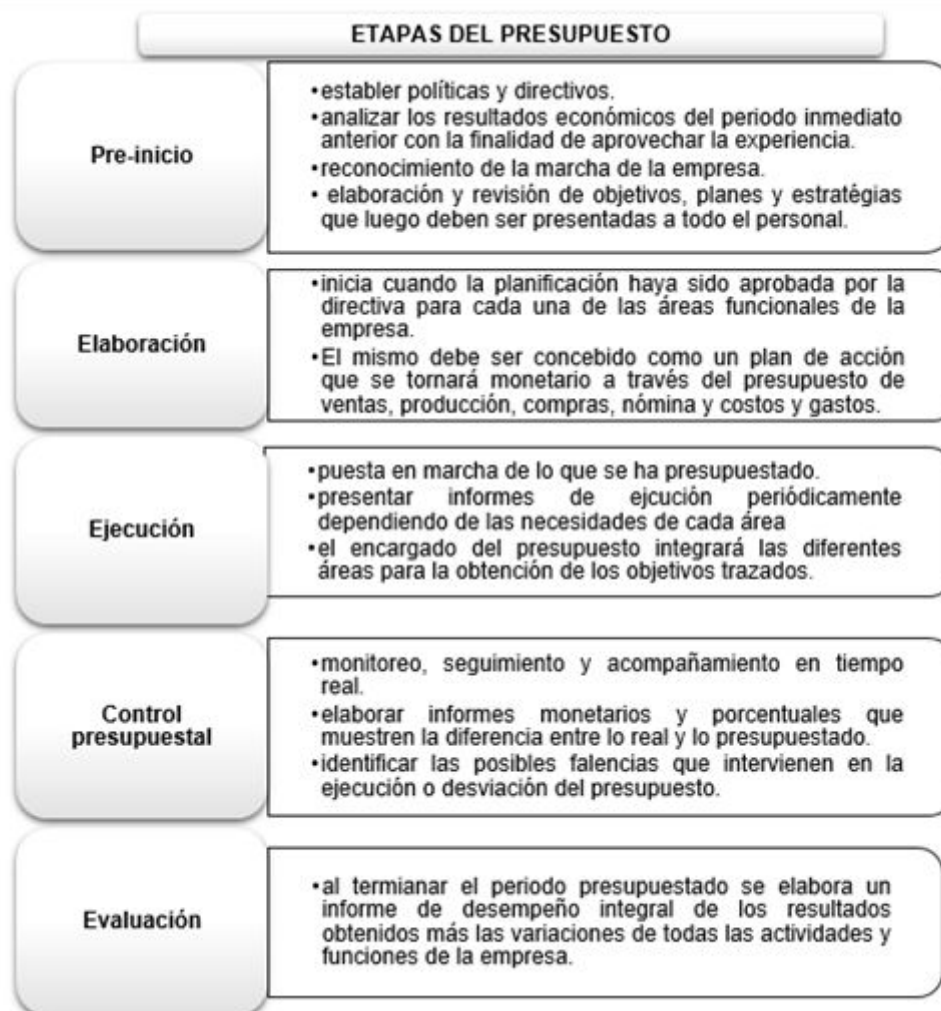 ETAPAS DEL PRESUPUESTO
Pre-inicio
•establer políticas y directivos.
•analizar los resultados económicos del periodo inmediato
anterior con la finalidad de aprovechar la experiencia.
•reconocimiento de la marcha de la empresa.
• elaboración y revisión de objetivos, planes y estratégias
que luego deben ser presentadas a todo el personal.
Elaboración
•inicia cuando la planificación haya sido aprobada por la
directiva para cada una de las áreas funcionales de la
empresa.
•El mismo debe ser concebido como un plan de acción
que se tornará monetario a través del presupuesto de
ventas, producción, compras, nómina y costos y gastos.
Ejecución
•puesta en marcha de lo que se ha presupuestado.
•presentar informes de ejcución periódicamente
dependiendo de las necesidades de cada área
•el encargado del presupuesto integrará las diferentes
áreas para la obtención de los objetivos trazados.
Control
presupuestal
•monitoreo, seguimiento y acompañamiento en tiempo
real.
•elaborar informes monetarios y porcentuales que
muestren la diferencia entre lo real y lo presupuestado.
•identificar las posibles falencias que intervienen en la
ejecución o desviación del presupuesto.
Evaluación
•al termianar el periodo presupuestado se elabora un
informe de desempeño integral de los resultados
obtenidos más las variaciones de todas las actividades y
funciones de la empresa.